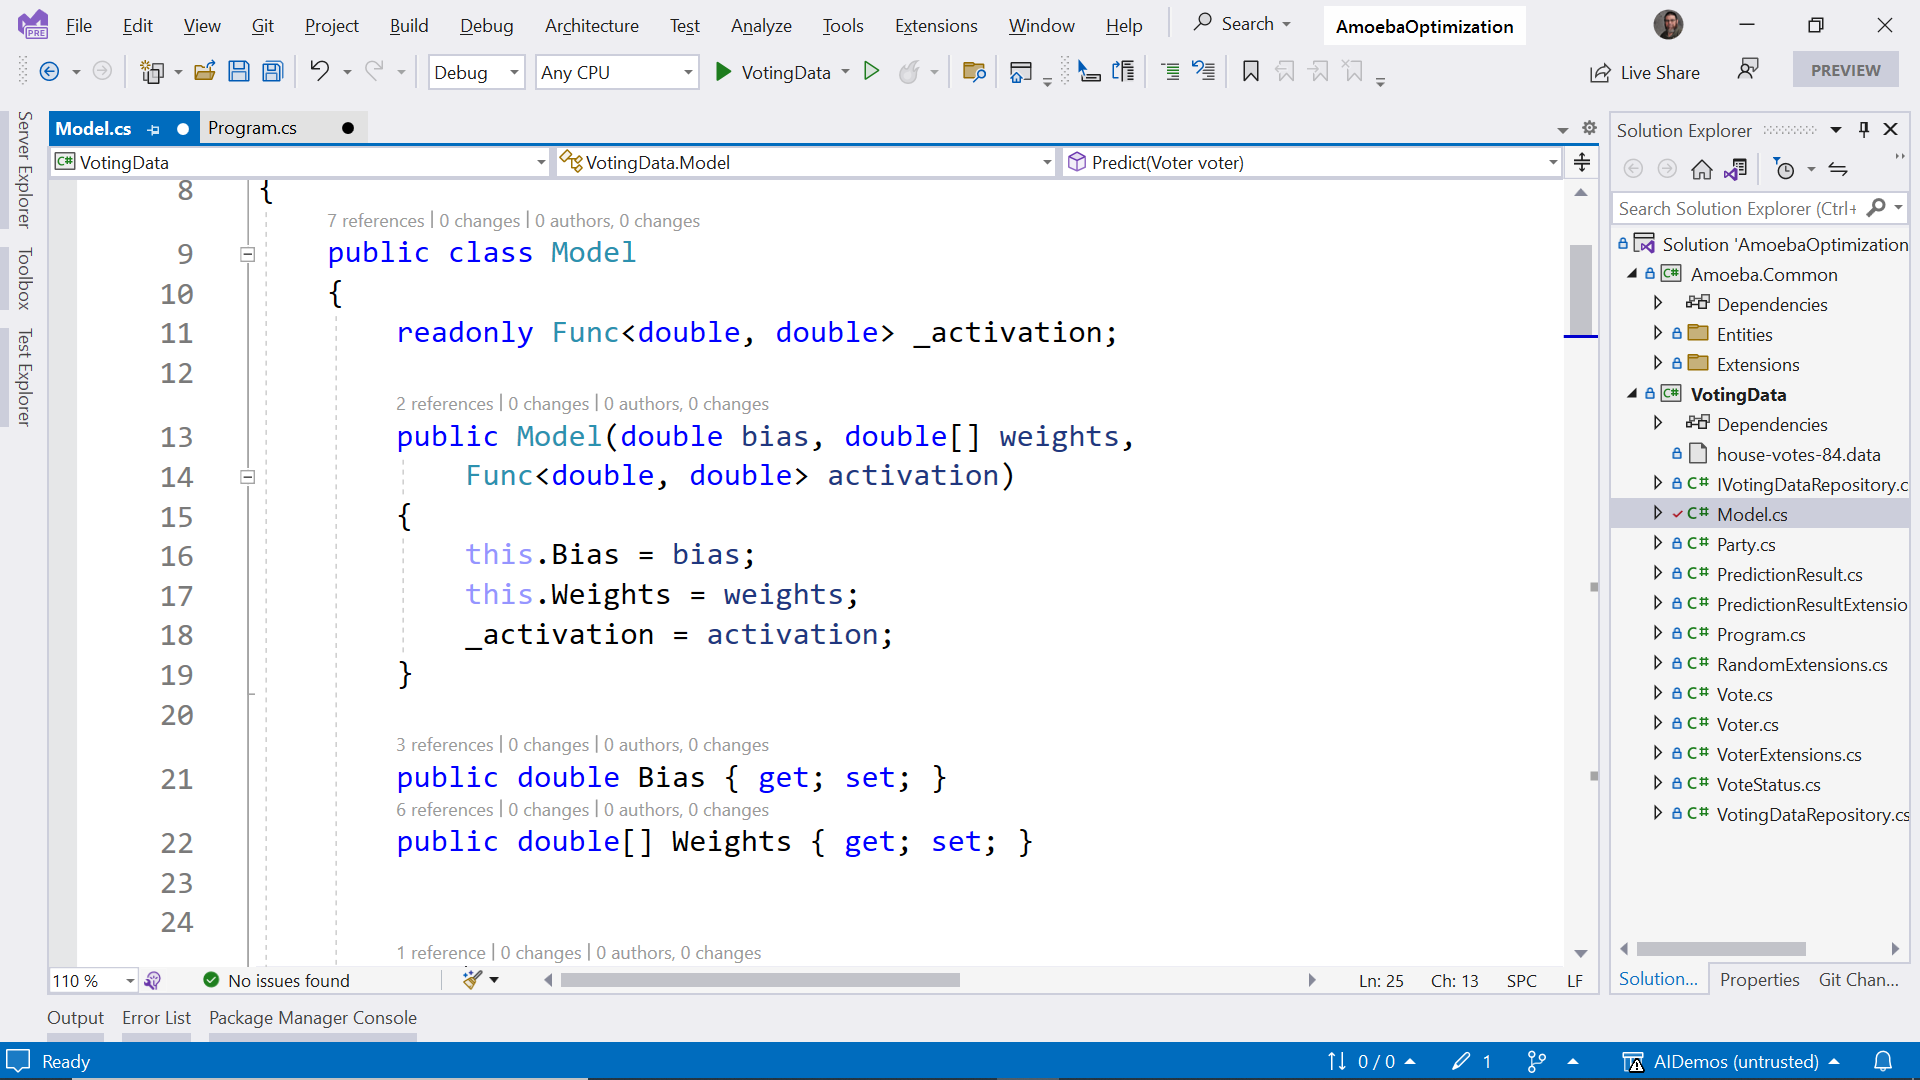 File Edit View Git Project Build Debug Architecture Test Analyze Tools Extensions Window Help Search AmoebaOptimization
Debug Any CPU VotingData Live Share PREVIEW
Server Explorer
Toolbox
Test Explorer
Model.cs Program.cs
C# VotingData VotingData.Model Predict(Voter voter)
8 {
7 references | 0 changes | 0 authors, 0 changes
9 public class Model
10 {
11 readonly Func<double, double> _activation;
12
2 references | 0 changes | 0 authors, 0 changes
13 public Model(double bias, double[] weights,
14 Func<double, double> activation)
15 {
16 this.Bias = bias;
17 this.Weights = weights;
18 _activation = activation;
19 }
20
3 references | 0 changes | 0 authors, 0 changes
21 public double Bias { get; set; }
6 references | 0 changes | 0 authors, 0 changes
22 public double[] Weights { get; set; }
23
24
1 reference | 0 changes | 0 authors, 0 changes
110 % No issues found Ln: 25 Ch: 13 SPC LF
Solution Explorer
Search Solution Explorer (Ctrl+
Solution 'AmoebaOptimization
C# Amoeba.Common
Dependencies
Entities
Extensions
C# VotingData
Dependencies
house-votes-84.data
C# IVotingDataRepository.c
C# Model.cs
C# Party.cs
C# PredictionResult.cs
C# PredictionResultExtensio
C# Program.cs
C# RandomExtensions.cs
C# Vote.cs
C# Voter.cs
C# VoterExtensions.cs
C# VoteStatus.cs
C# VotingDataRepository.cs
Solution... Properties Git Chan...
Output Error List Package Manager Console
Ready 0 / 0 1 AIDemos (untrusted)